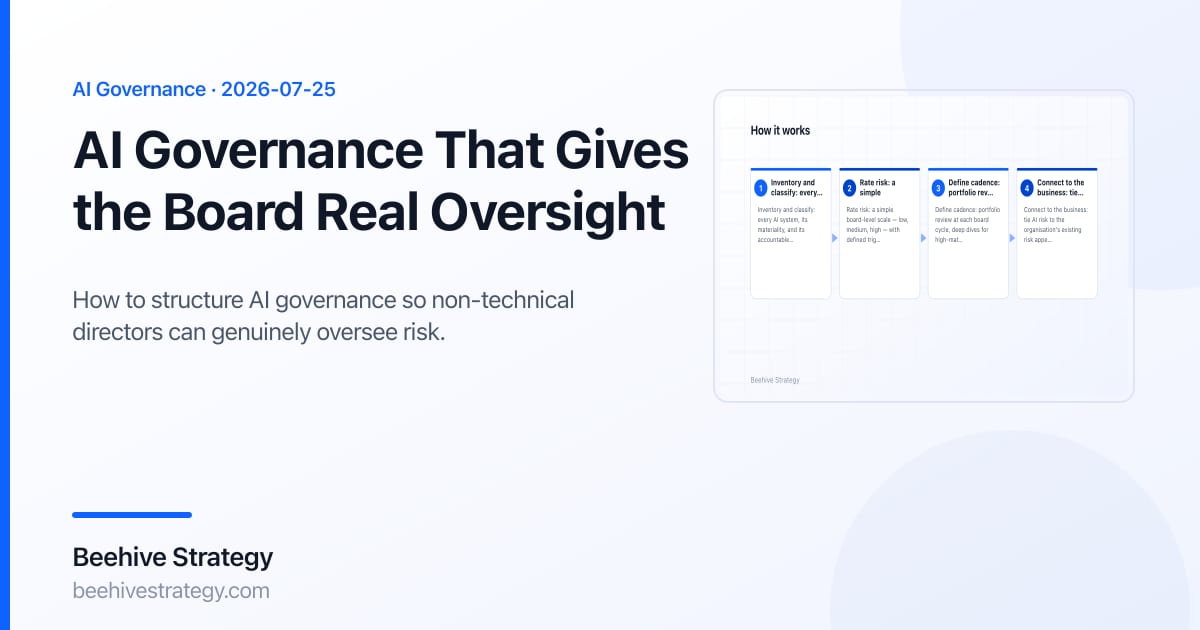 AI Governance · 2026-07-25
AI Governance That Gives
the Board Real Oversight
How to structure AI governance so non-technical
directors can genuinely oversee risk.
Beehive Strategy
beehivestrategy.com
How it works
1
Inventory and
classify: every...
Inventory and classify:
every AI system, its
materiality, and its
accountable...
2
Rate risk: a
simple
Rate risk: a simple
board-level scale — low,
medium, high — with
defined trig...
3
Define cadence:
portfolio rev...
Define cadence: portfolio
review at each board
cycle, deep dives for
high-mat...
4
Connect to the
business: tie...
Connect to the business:
tie AI risk to the
organisation's existing
risk appe...
Beehive Strategy